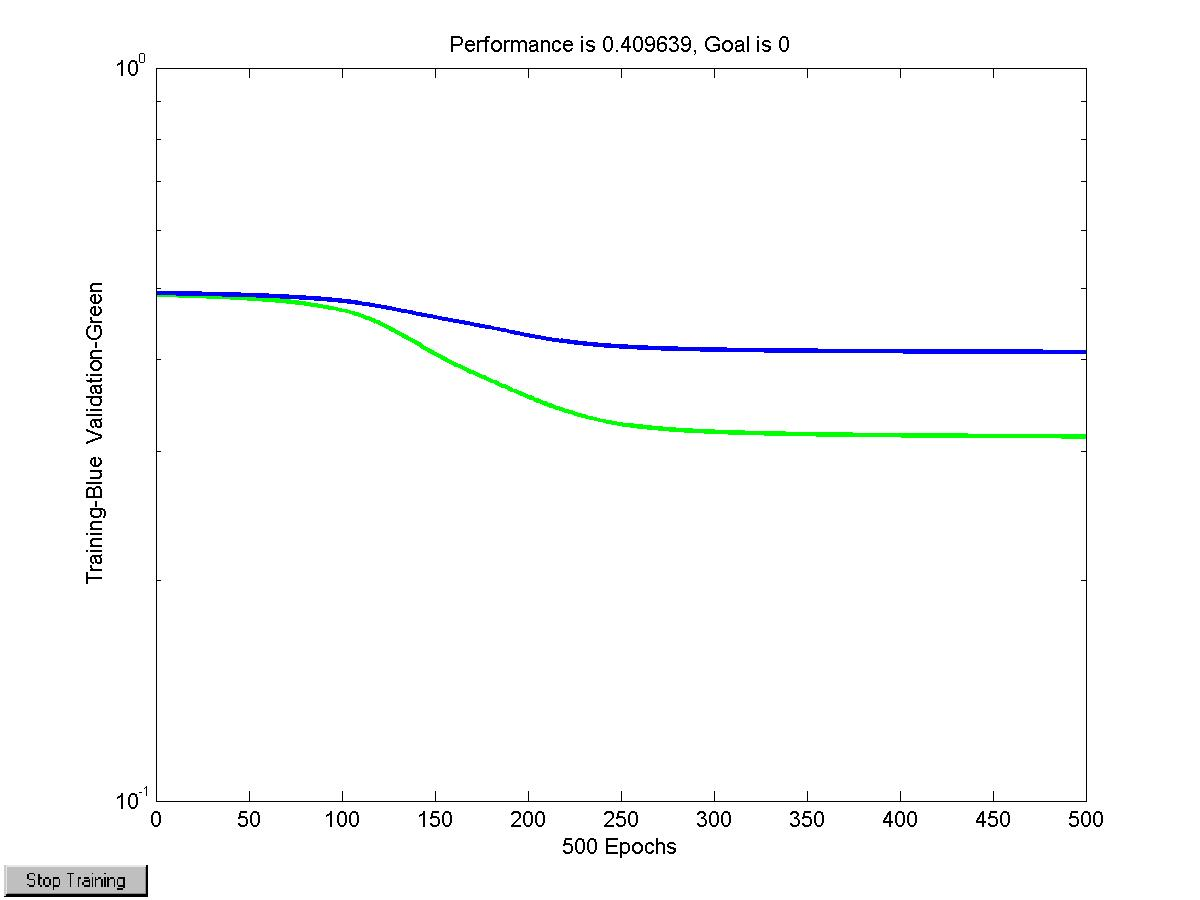 Performance is 0.409639, Goal is 0
10^0
Training-Blue Validation-Green
10^-1
0 50 100 150 200 250 300 350 400 450 500
500 Epochs
Stop Training